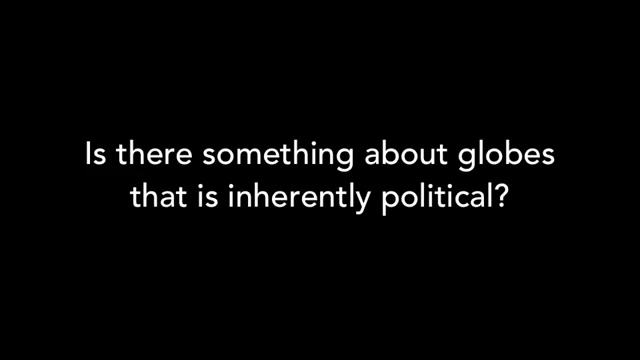 Is there something about globes
that is inherently political?